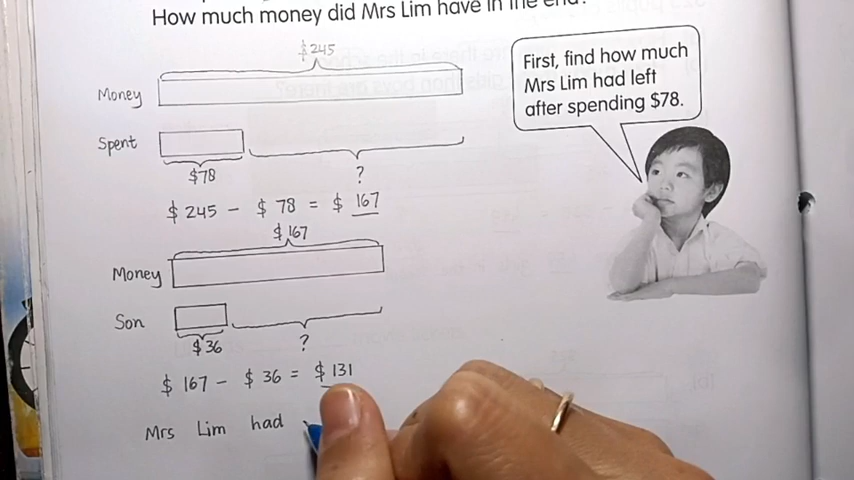 How much money did Mrs Lim have in the end?
$245
Money
Spent
$78
?
$ 245 - $ 78 = $ 167
$167
Money
Son
$36
?
$ 167 - $ 36 = $ 131
Mrs Lim had
First, find how much
Mrs Lim had left
after spending $78.